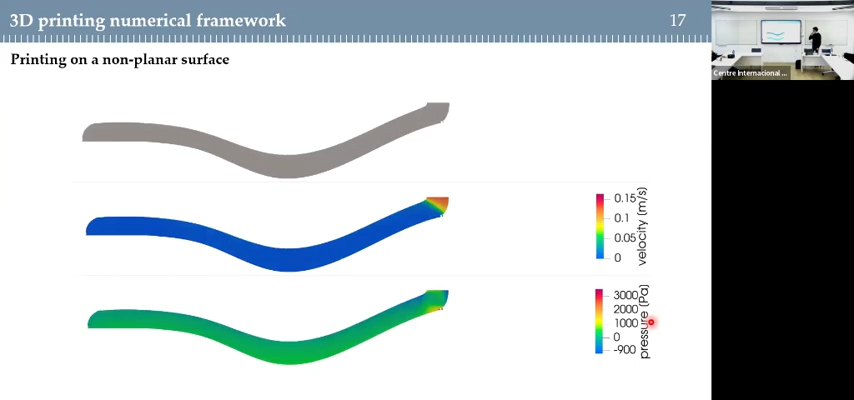 3D printing numerical framework
17
Printing on a non-planar surface
0.15
0.1
0.05
0
velocity (m/s)
3000
2000
1000
0
-900
pressure (Pa)
Centre Internacional ...